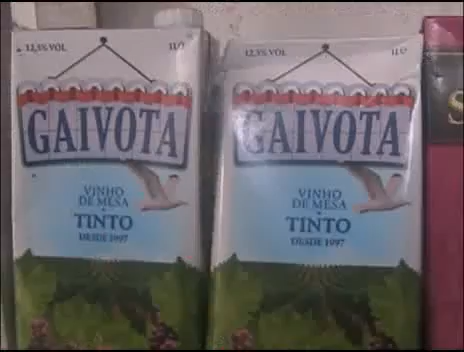 12,5% VOL 1L℮
GAIVOTA
VINHO
DE MESA
TINTO
DESDE 1997
12,5% VOL 1L℮
GAIVOTA
VINHO
DE MESA
TINTO
DESDE 1997
S